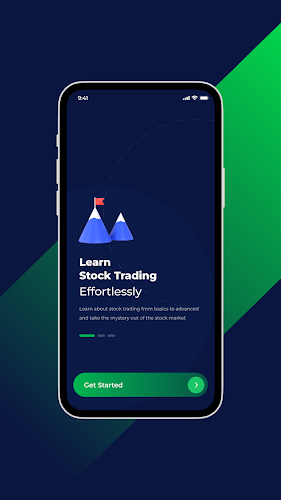 9:41
Learn
Stock Trading
Effortlessly
Learn about stock trading from basics to advanced
and take the mystery out of the stock market
Get Started